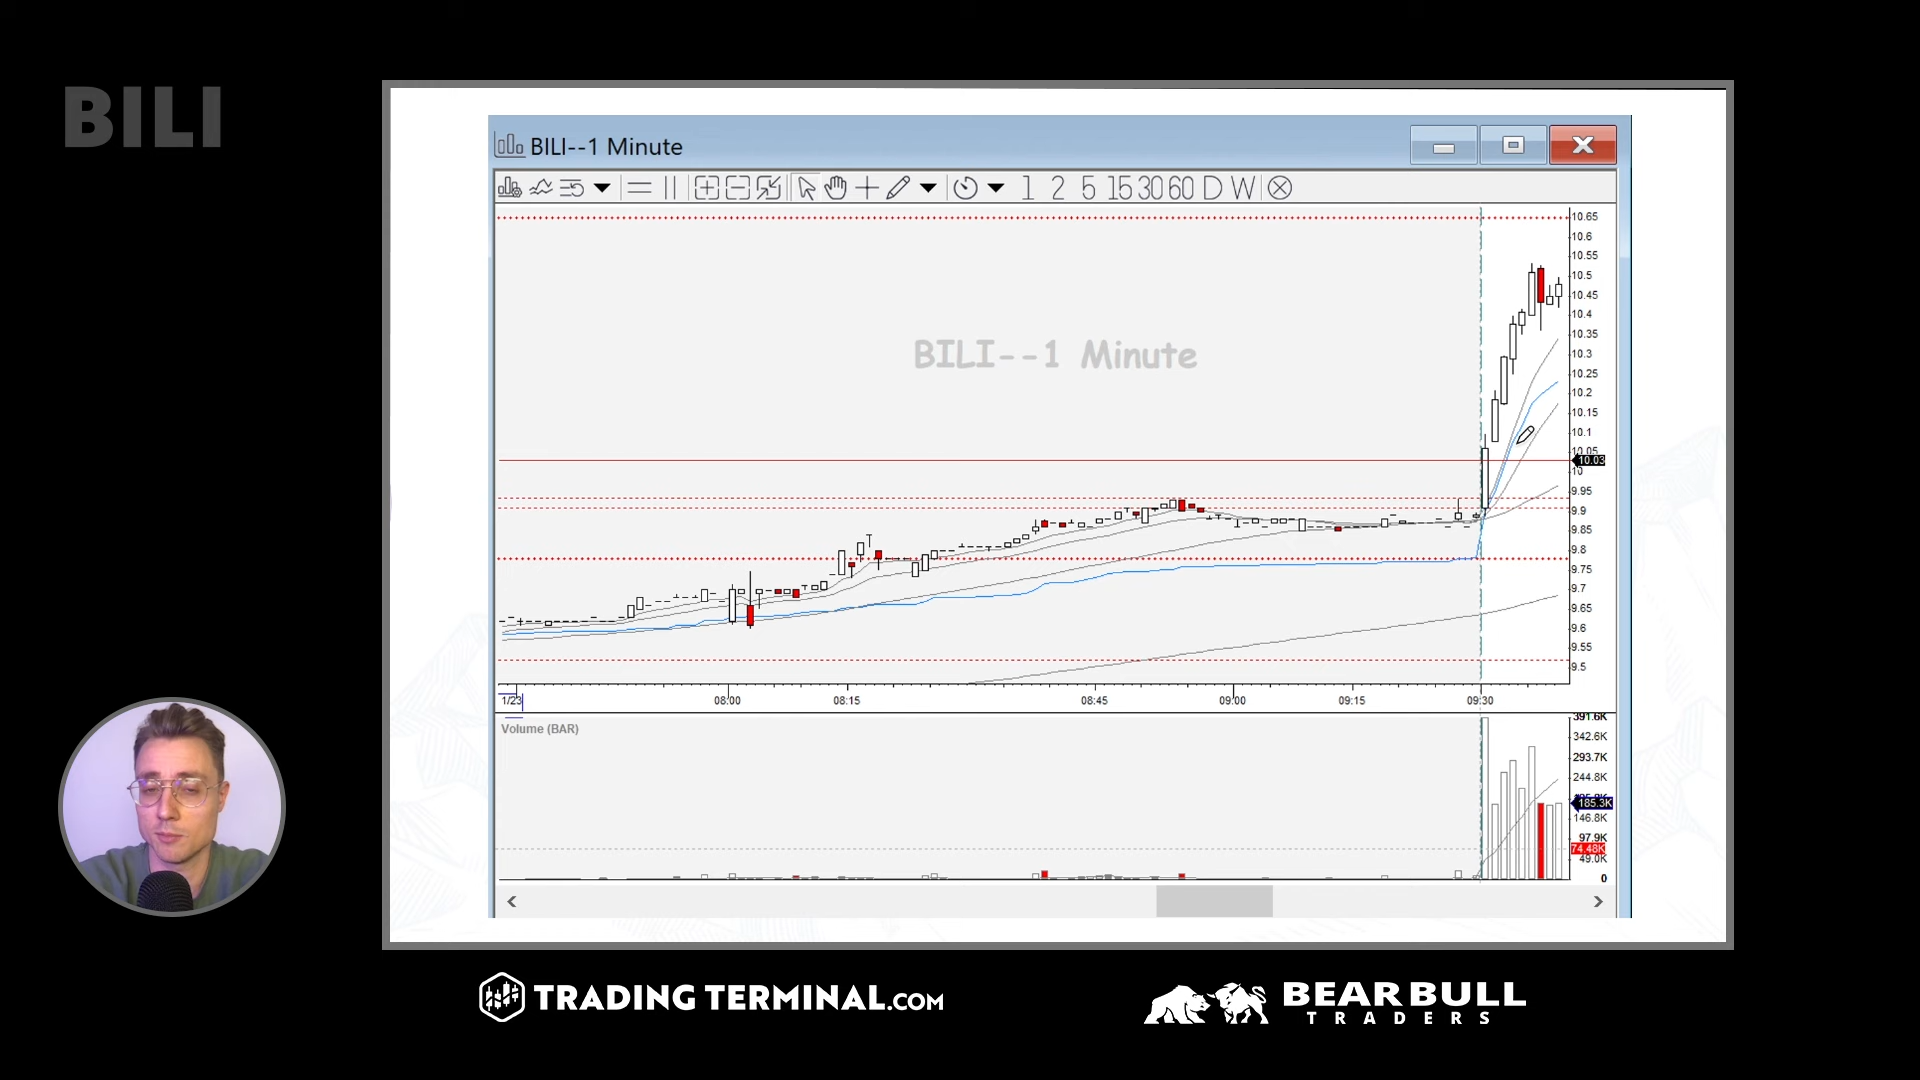 BILI
BILI--1 Minute
1 2 5 15 30 60 D W
BILI--1 Minute
10.65
10.6
10.55
10.5
10.45
10.4
10.35
10.3
10.25
10.2
10.15
10.1
10.05
10.03
10
9.95
9.9
9.85
9.8
9.75
9.7
9.65
9.6
9.55
9.5
1/23 08:00 08:15 08:45 09:00 09:15 09:30
Volume (BAR)
391.6K
342.6K
293.7K
244.8K
185.3K
146.8K
97.9K
74.48K
49.0K
0
TRADING TERMINAL.COM
BEAR BULL
TRADERS